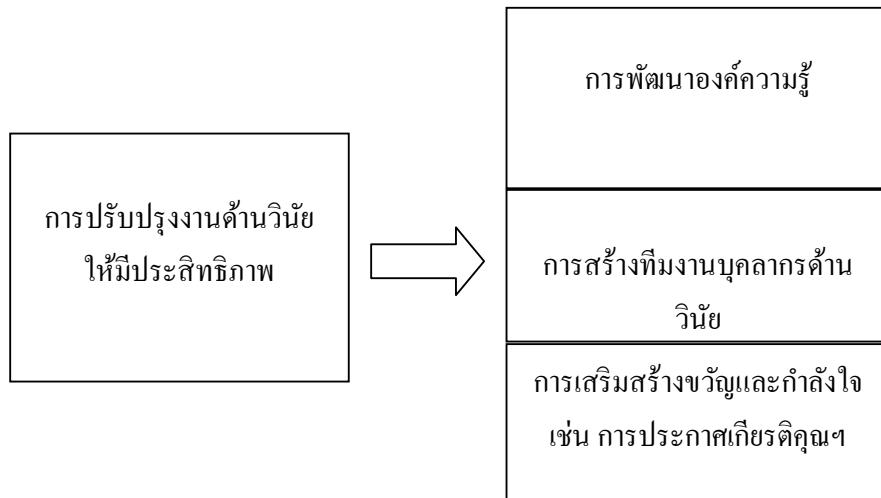 การปรับปรุงงานด้านวินัย
ให้มีประสิทธิภาพ
การพัฒนาองค์ความรู้
การสร้างทีมงานบุคลากรด้าน
วินัย
การเสริมสร้างขวัญและกำลังใจ
เช่น การประกาศเกียรติคุณฯ